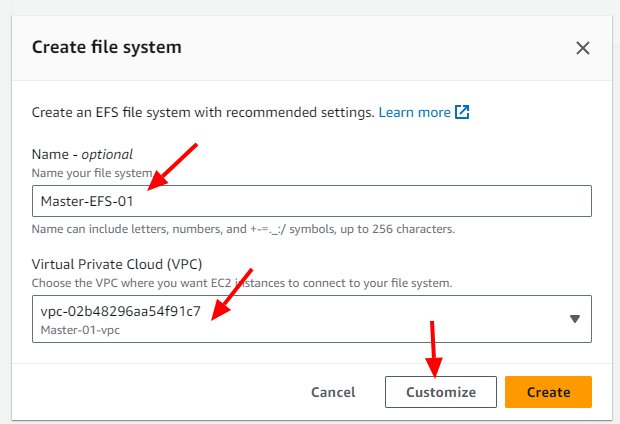 Create file system
Create an EFS file system with recommended settings. Learn more
Name - optional
Name your file system.
Master-EFS-01
Name can include letters, numbers, and +-=._:/ symbols, up to 256 characters.
Virtual Private Cloud (VPC)
Choose the VPC where you want EC2 instances to connect to your file system.
vpc-02b48296aa54f91c7
Master-01-vpc
Cancel
Customize
Create